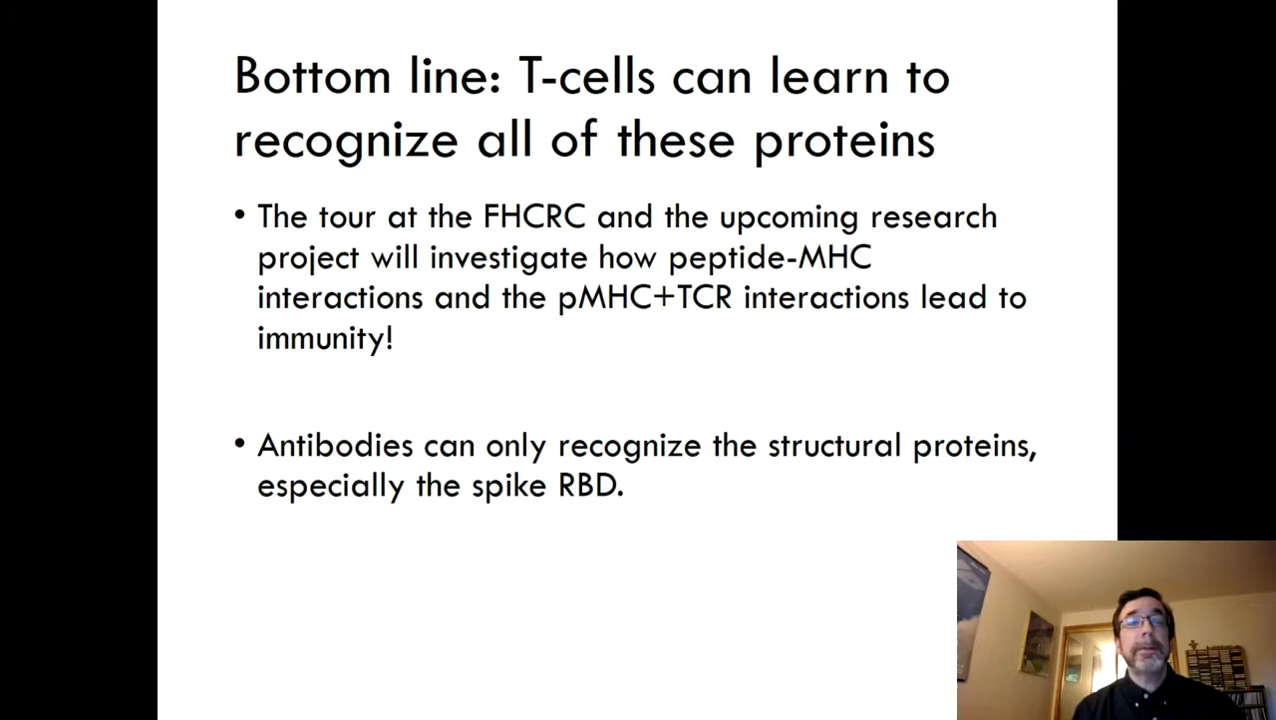 Bottom line: T-cells can learn to
recognize all of these proteins
• The tour at the FHCRC and the upcoming research
project will investigate how peptide-MHC
interactions and the pMHC+TCR interactions lead to
immunity!
• Antibodies can only recognize the structural proteins,
especially the spike RBD.